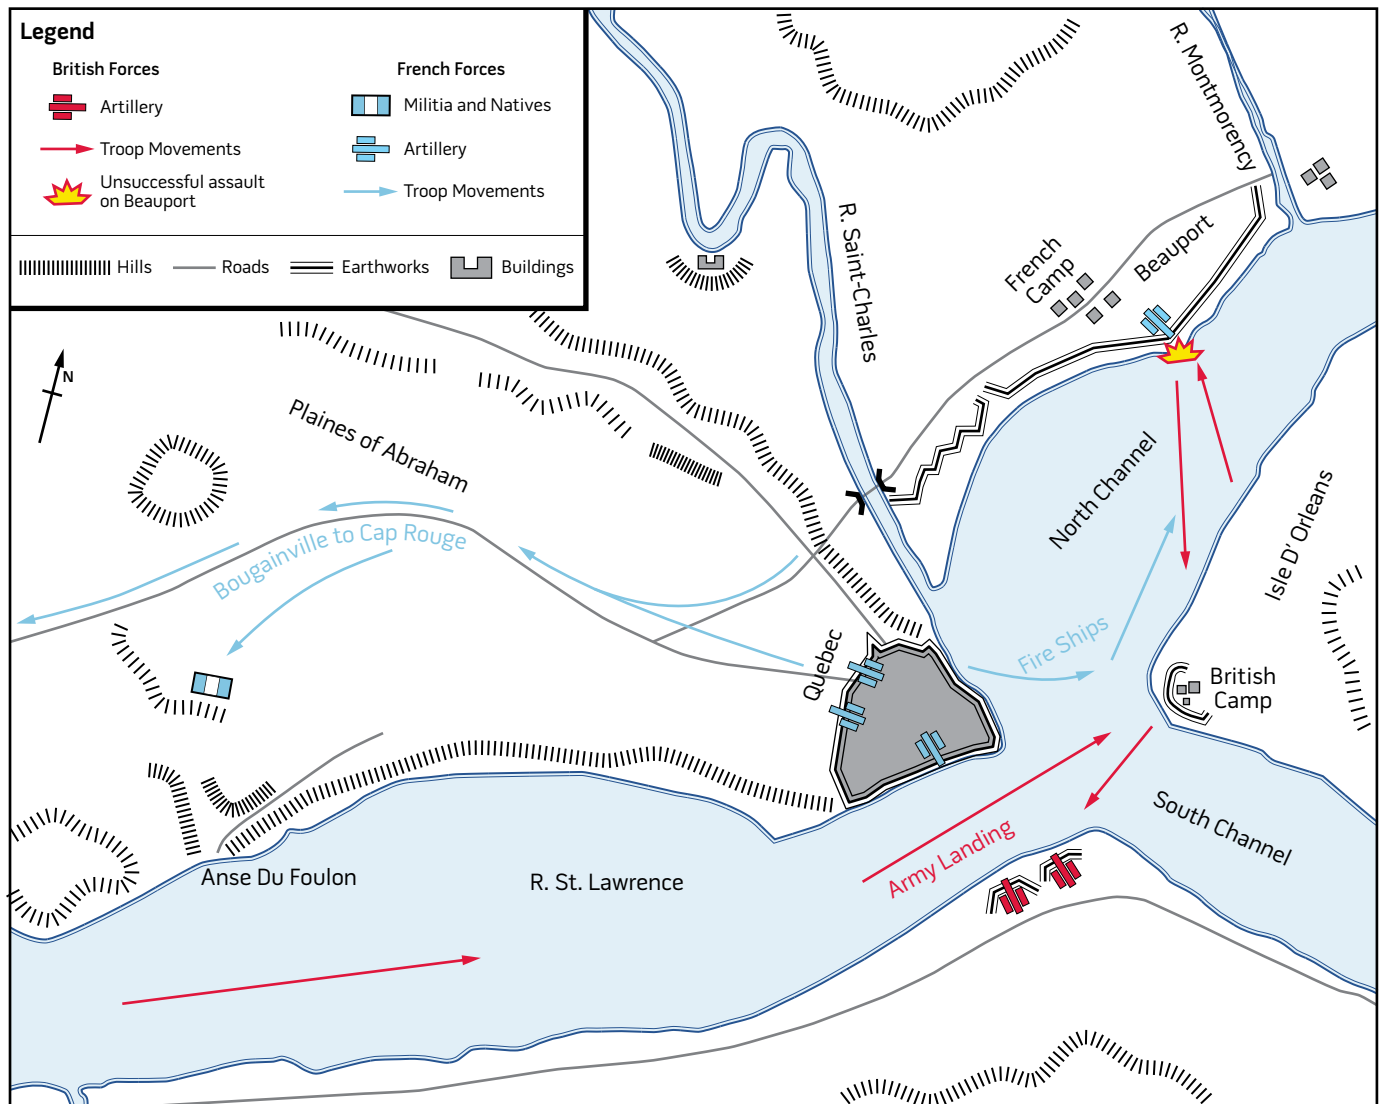 Legend
British Forces
French Forces
Artillery
Militia and Natives
Troop Movements
Artillery
Unsuccessful assault
on Beauport
Troop Movements
Hills
Roads
Earthworks
Buildings
R. Montmorency
R. Saint-Charles
French
Camp
Beauport
N
Plaines of Abraham
North Channel
Isle D' Orleans
Bougainville to Cap Rouge
Fire Ships
Quebec
British
Camp
South Channel
Army Landing
Anse Du Foulon
R. St. Lawrence